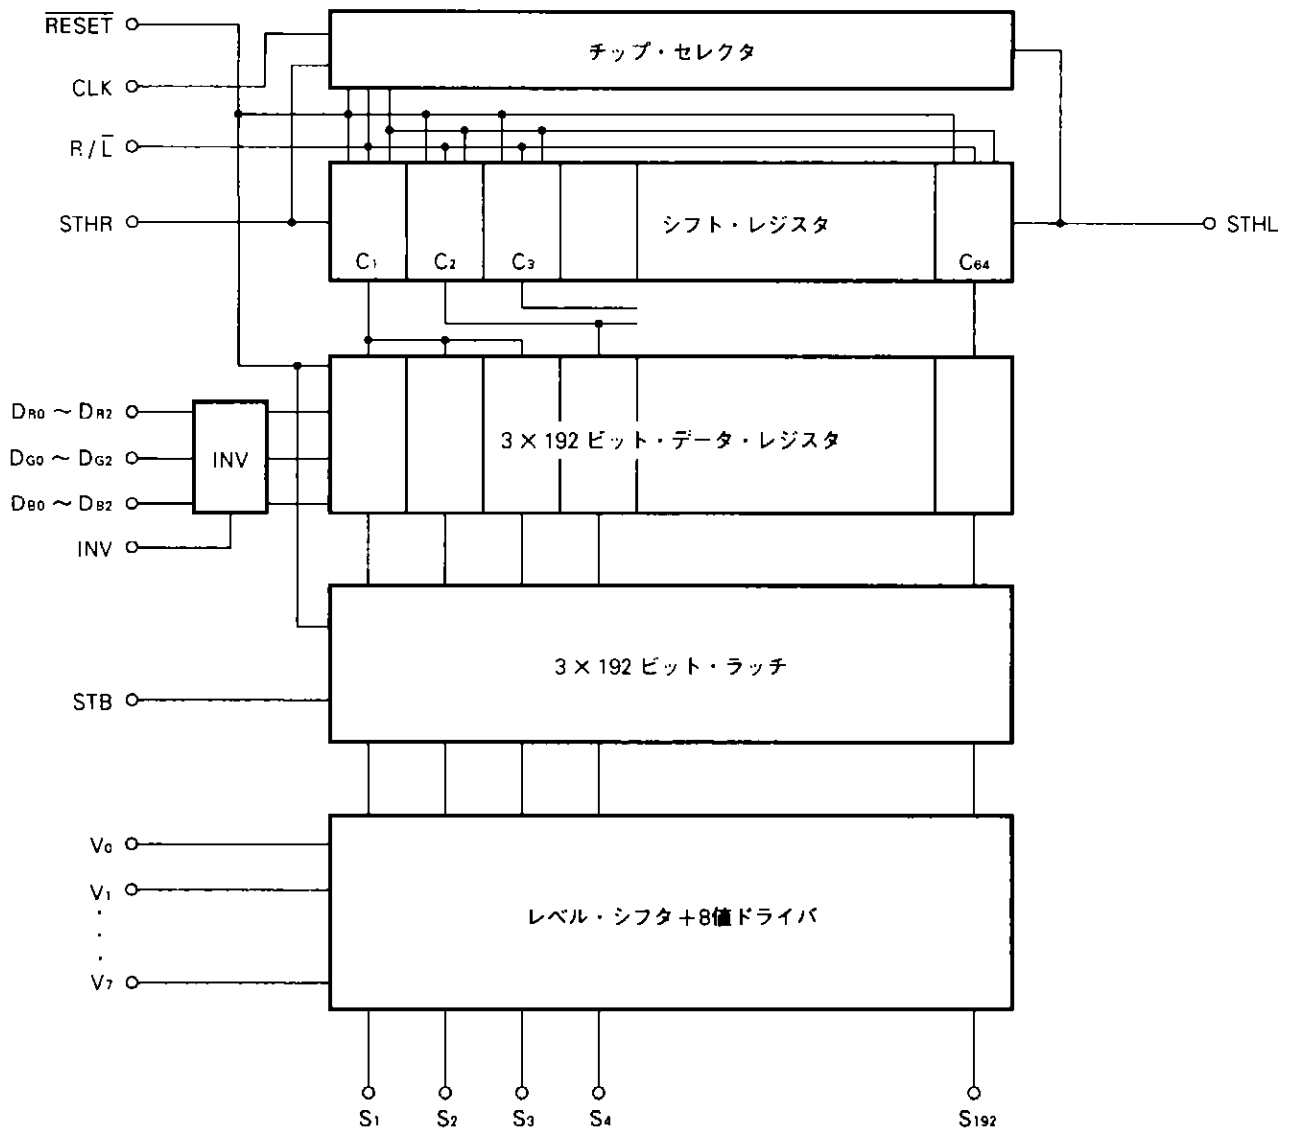 RESET
チップ・セレクタ
CLK
R/L
STHR
シフト・レジスタ
STHL
C1
C2
C3
C64
DR0 ~ DR2
3 × 192 ビット・データ・レジスタ
DG0 ~ DG2
INV
DB0 ~ DB2
INV
3 × 192 ビット・ラッチ
STB
V0
V1
レベル・シフタ+8値ドライバ
V7
S1
S2
S3
S4
S192